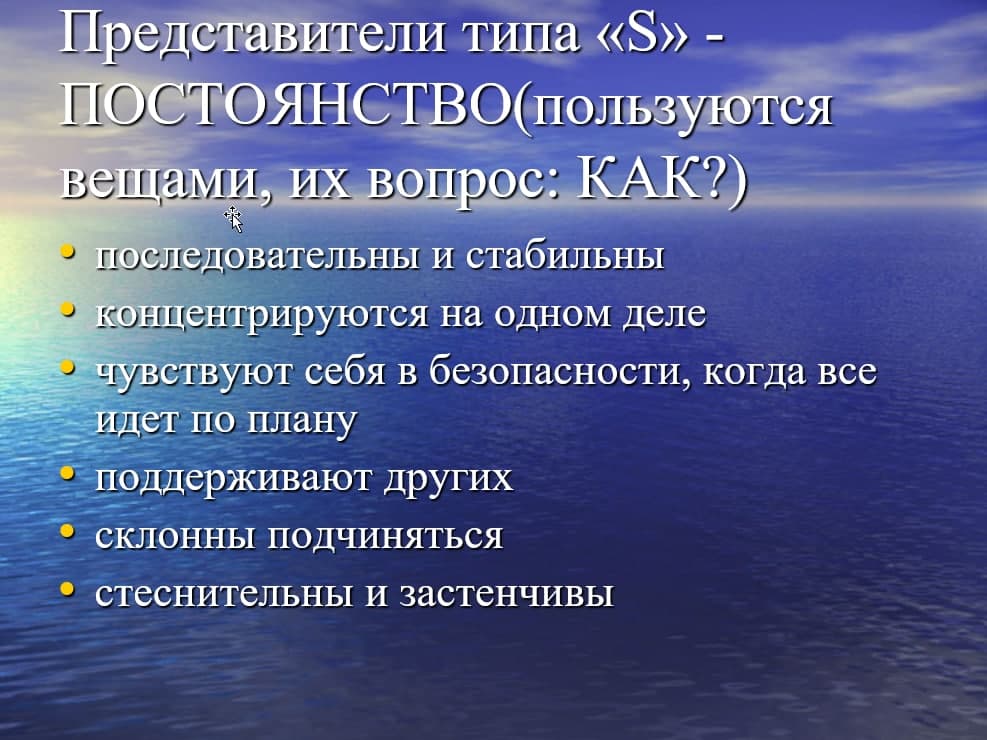 Представители типа «S» -
ПОСТОЯНСТВО(пользуются
вещами, их вопрос: КАК?)
• последовательны и стабильны
• концентрируются на одном деле
• чувствуют себя в безопасности, когда все
идет по плану
• поддерживают других
• склонны подчиняться
• стеснительны и застенчивы